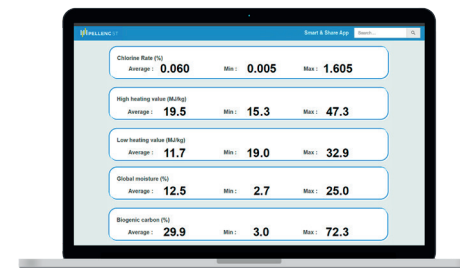 PELLENC ST
Smart & Share App
Search...
Chlorine Rate (%)
Average : 0.060 Min : 0.005 Max : 1.605
High heating value (MJ/kg)
Average : 19.5 Min : 15.3 Max : 47.3
Low heating value (MJ/kg)
Average : 11.7 Min : 19.0 Max : 32.9
Global moisture (%)
Average : 12.5 Min : 2.7 Max : 25.0
Biogenic carbon (%)
Average : 29.9 Min : 3.0 Max : 72.3